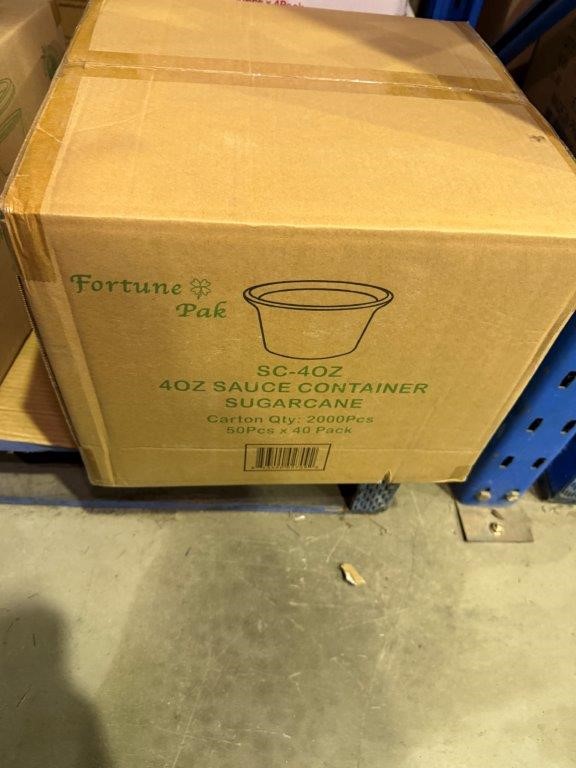 Fortune
Pak
SC-4OZ
4OZ SAUCE CONTAINER
SUGARCANE
Carton Qty: 2000Pcs
50Pcs x 40 Pack